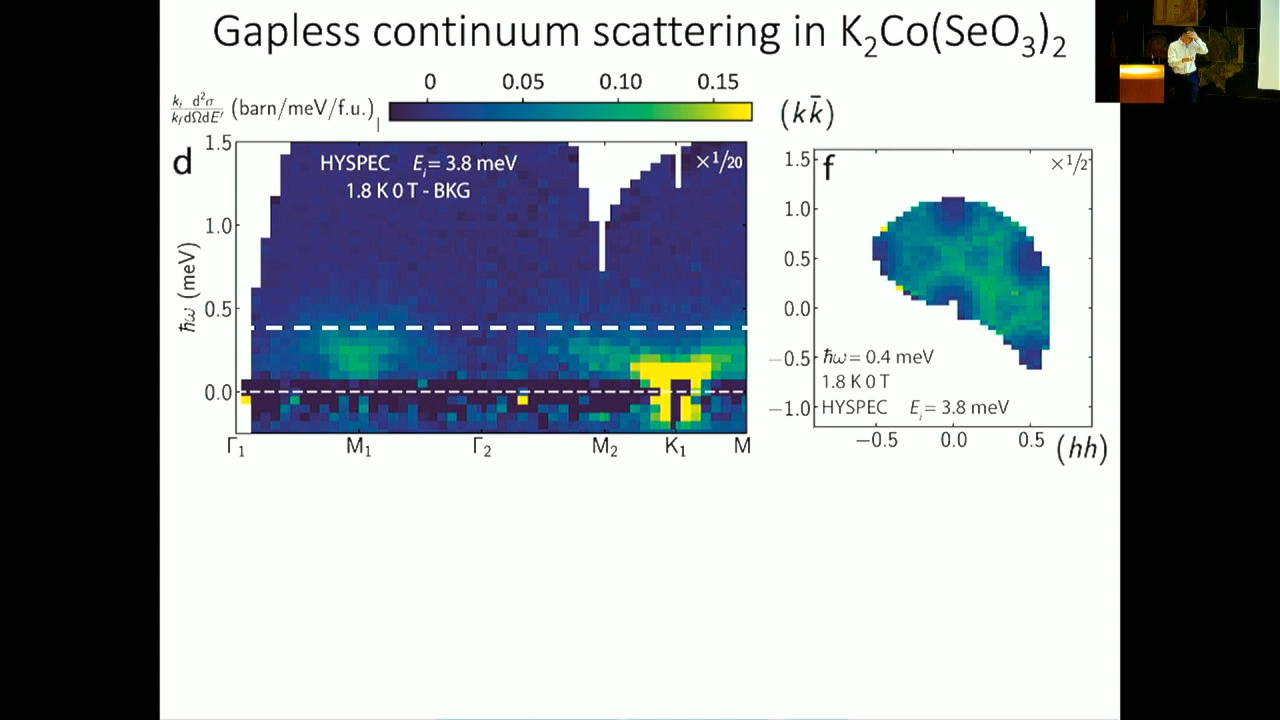 Gapless continuum scattering in K₂Co(SeO₃)₂
0 0.05 0.10 0.15
kᵢ/k_f d²σ/dΩdE′ (barn/meV/f.u.)
(kk̄)
d
HYSPEC Eᵢ= 3.8 meV
1.8 K 0 T - BKG
×1/20
1.5
1.0
0.5
0.0
ħω (meV)
Γ₁ M₁ Γ₂ M₂ K₁ M
f
×1/2
1.5
1.0
0.5
0.0
−0.5
−1.0
ħω= 0.4 meV
1.8 K 0 T
HYSPEC Eᵢ= 3.8 meV
−0.5 0.0 0.5
(hh)